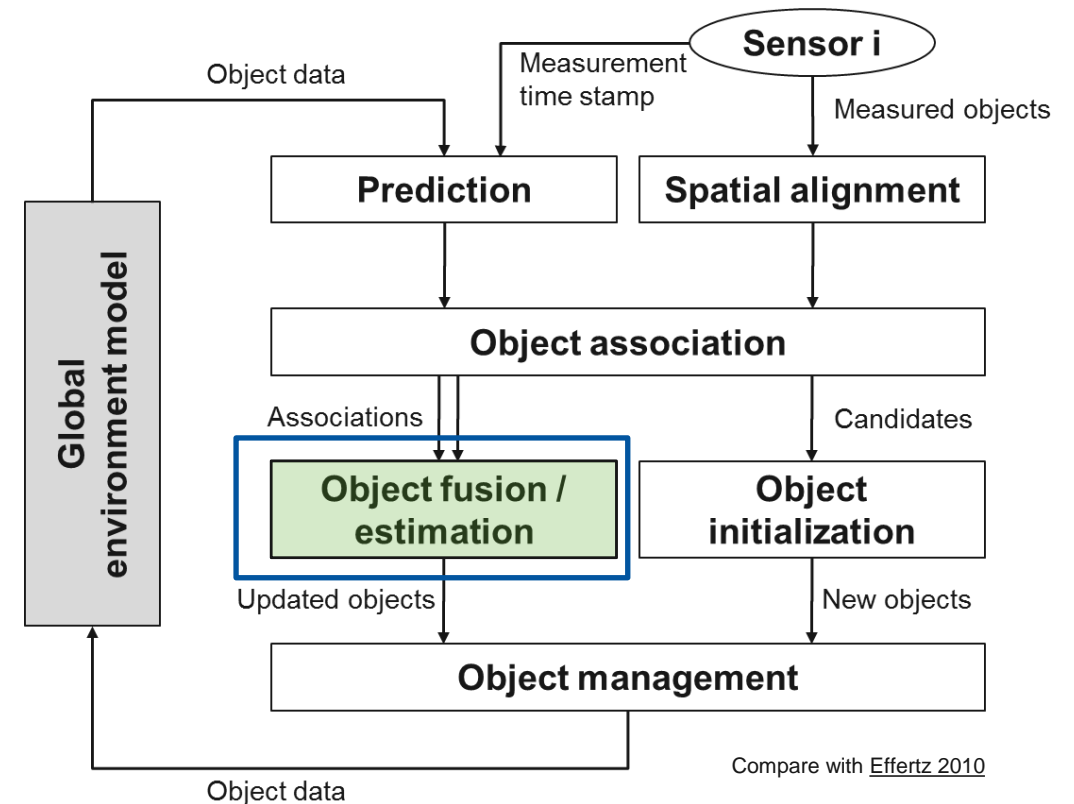 Sensor i
Object data
Measurement
time stamp
Measured objects
Prediction
Spatial alignment
Global
environment model
Object association
Associations
Candidates
Object fusion /
estimation
Object
initialization
Updated objects
New objects
Object management
Compare with Effertz 2010
Object data